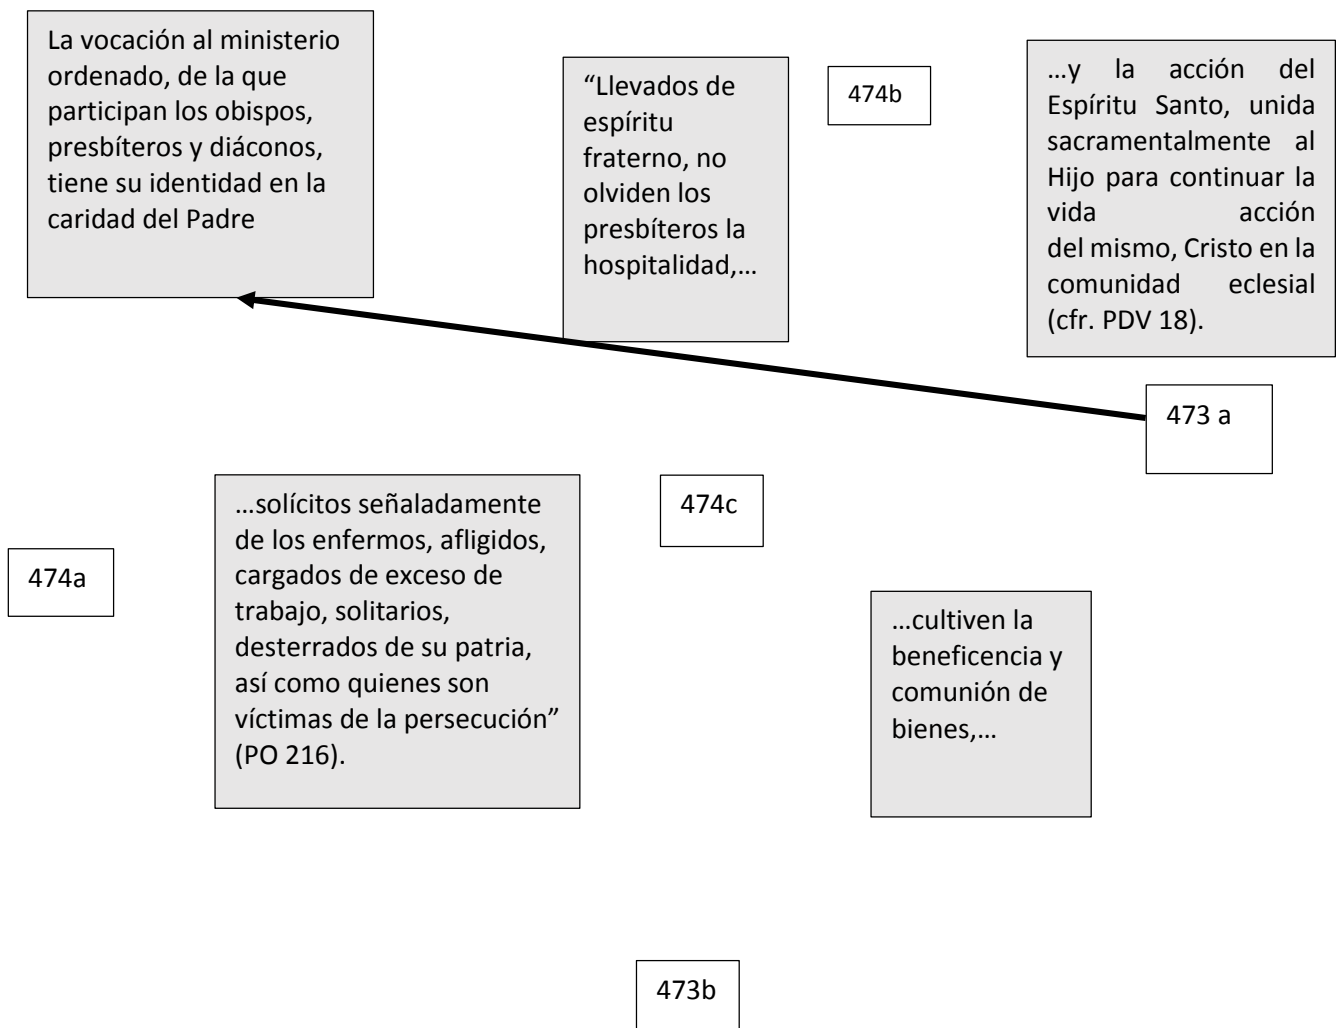 La vocación al ministerio
ordenado, de la que
participan los obispos,
presbíteros y diáconos,
tiene su identidad en la
caridad del Padre
“Llevados de
espíritu
fraterno, no
olviden los
presbíteros la
hospitalidad,…
474b
…y la acción del
Espíritu Santo, unida
sacramentalmente al
Hijo para continuar la
vida acción
del mismo, Cristo en la
comunidad eclesial
(cfr. PDV 18).
473 a
…solícitos señaladamente
de los enfermos, afligidos,
cargados de exceso de
trabajo, solitarios,
desterrados de su patria,
así como quienes son
víctimas de la persecución”
(PO 216).
474c
474a
…cultiven la
beneficencia y
comunión de
bienes,…
473b